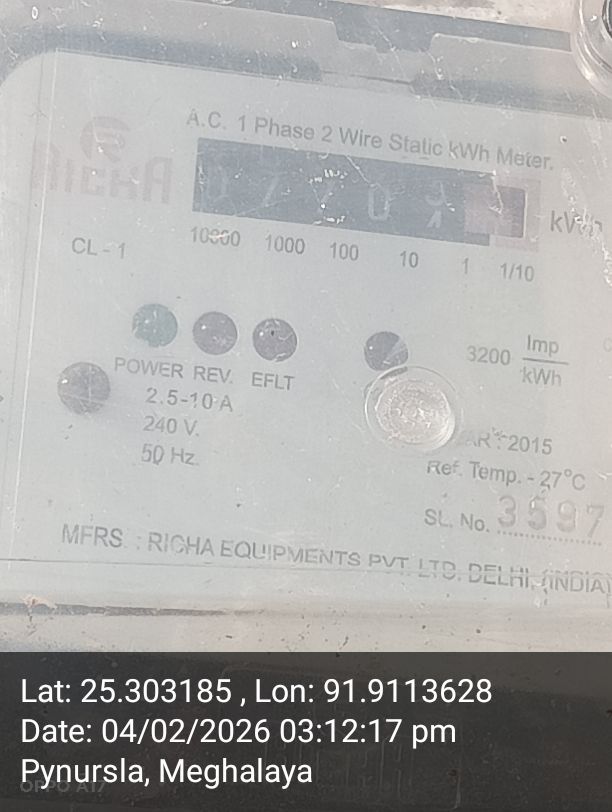 A.C. 1 Phase 2 Wire Static kWh Meter.
RICHA
kWh
CL - 1
10000 1000 100 10 1 1/10
3200 Imp
kWh
POWER REV. EFLT
2.5-10 A
240 V.
50 Hz.
2015
Ref. Temp. - 27°C
SL. No. 3597
MFRS. : RICHA EQUIPMENTS PVT. LTD. DELHI, (INDIA)
Lat: 25.303185 , Lon: 91.9113628
Date: 04/02/2026 03:12:17 pm
Pynursla, Meghalaya
OPPO A17